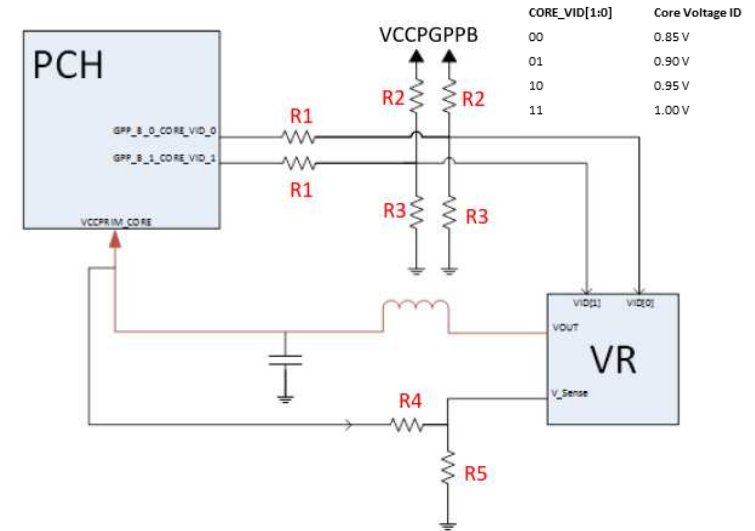 CORE_VID[1:0] Core Voltage ID
00 0.85 V
01 0.90 V
10 0.95 V
11 1.00 V
VCCPGPPB
PCH
R2 R2
R1
GPP_B_0_CORE_VID_0
GPP_B_1_CORE_VID_1
R1
R3 R3
VCCPRIM_CORE
VID[1] VID[0]
VOUT
VR
V_Sense
R4
R5